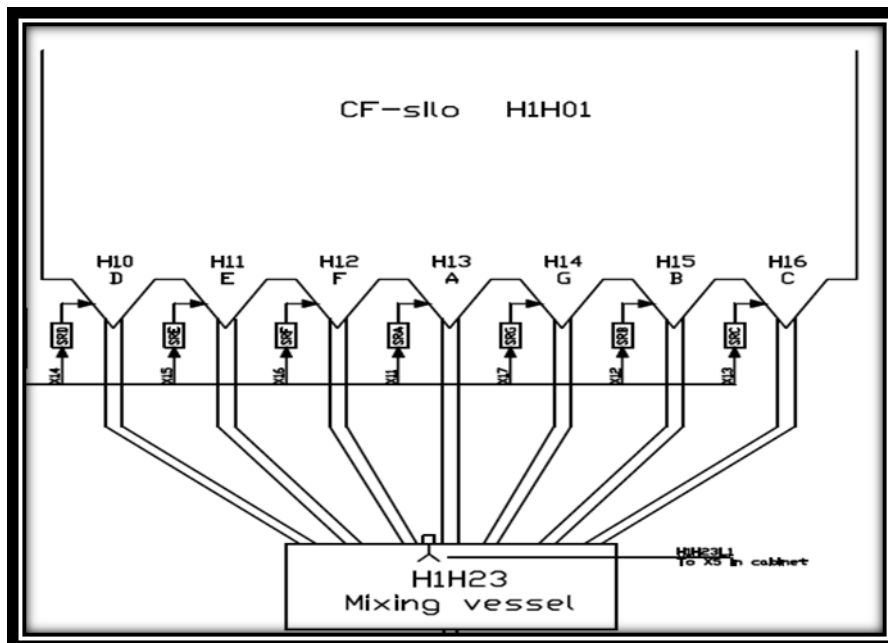 CF-sIlo H1H01
H10 H11 H12 H13 H14 H15 H16
D E F A G B C
SRD SRE SRF SRA SRG SRB SRC
X14 X15 X16 X11 X17 X12 X13
H1H23L1
To X5 In cabinet
H1H23
Mixing vessel